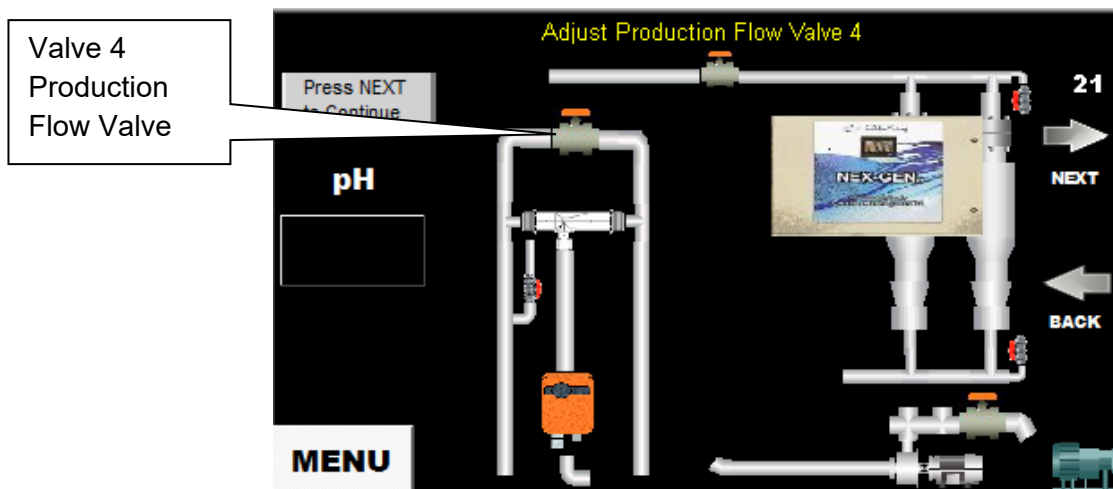 Adjust Production Flow Valve 4
Valve 4
Production
Flow Valve
Press NEXT
to Continue
21
NEXT
pH
NEX-GEN
BACK
MENU